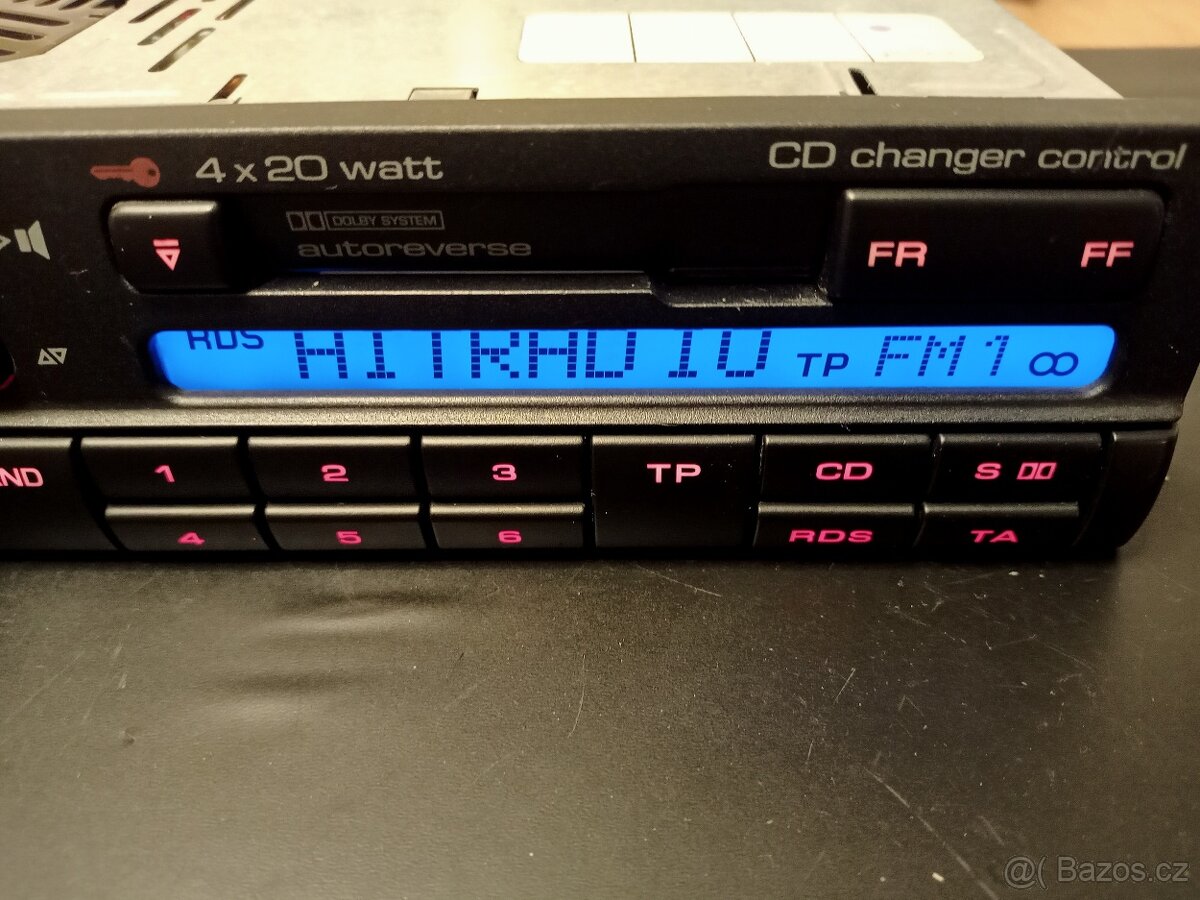 4 x 20 watt
CD changer control
DOLBY SYSTEM
autoreverse
FR FF
RDS HITRADIO TP FM1
1 2 3 TP CD S
4 5 6 RDS TA
@( Bazos.cz